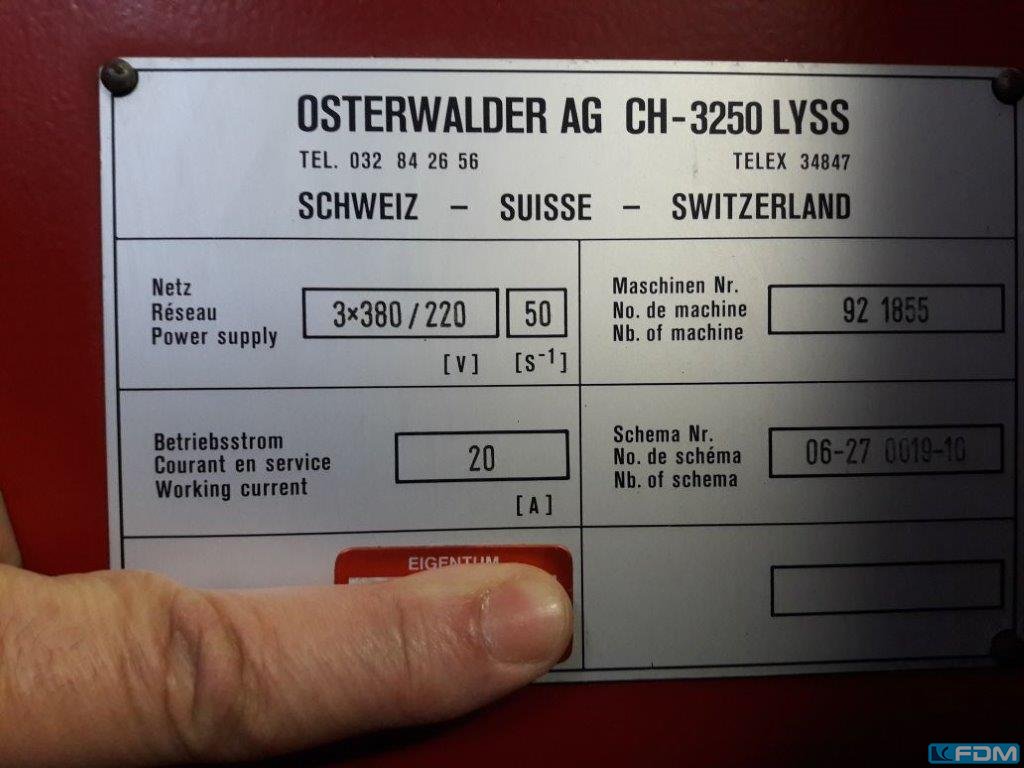 OSTERWALDER AG CH-3250 LYSS
TEL. 032 84 26 56 TELEX 34847
SCHWEIZ - SUISSE - SWITZERLAND
Netz
Réseau
Power supply
3×380/220
50
[V] [S⁻¹]
Maschinen Nr.
No. de machine
Nb. of machine
92 1855
Betriebsstrom
Courant en service
Working current
20
[A]
Schema Nr.
No. de schéma
Nb. of schema
06-27 0019-10
EIGENTUM
FDM